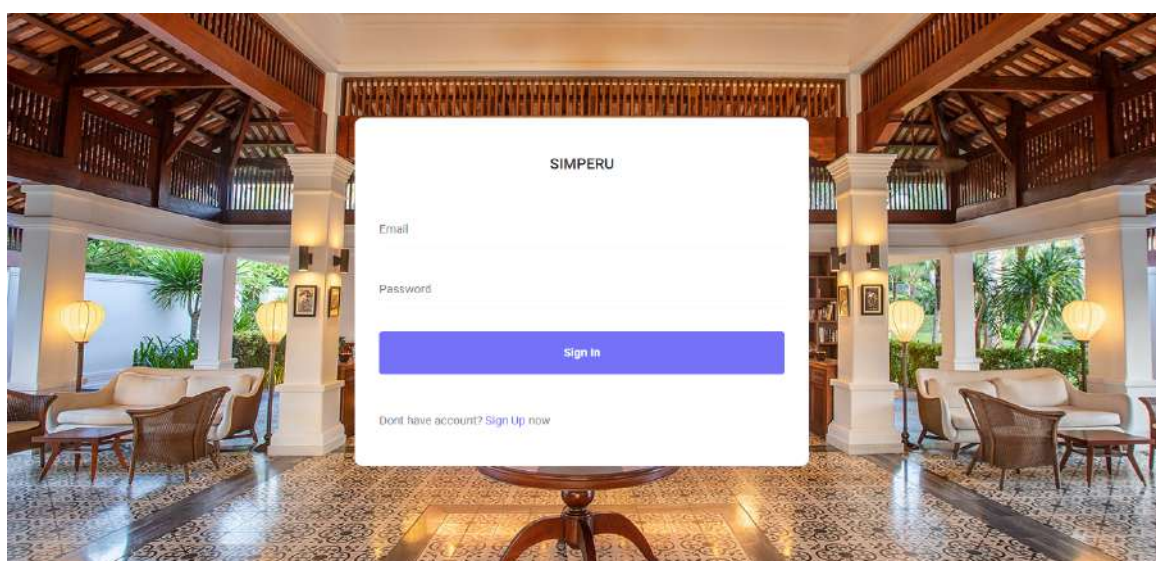 SIMPERU
Email
Password
Sign In
Dont have account? Sign Up now